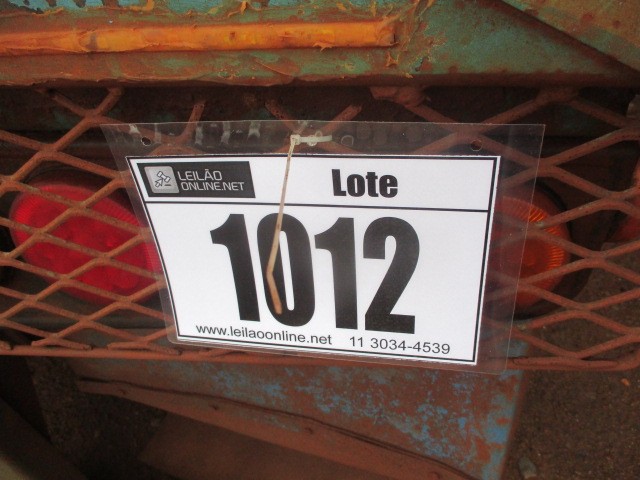 LEILÃO
ONLINE.NET
Lote
1012
www.leilaoonline.net 11 3034-4539